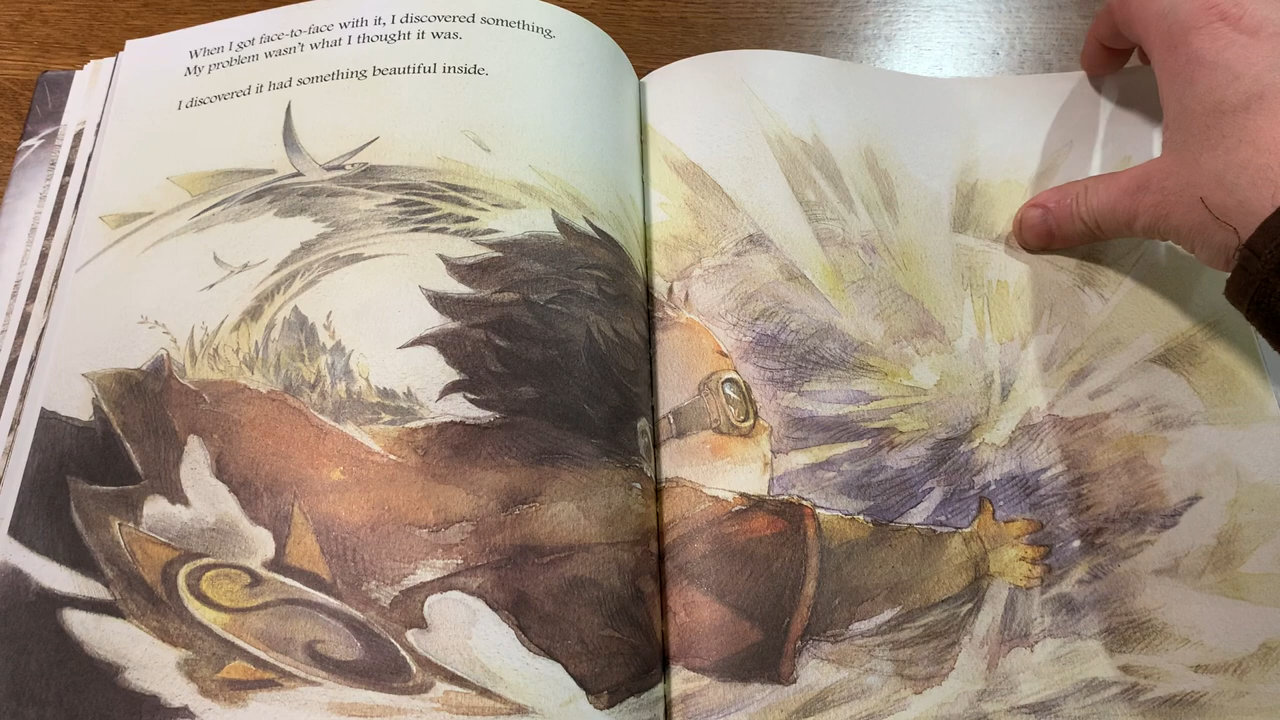 When I got face-to-face with it, I discovered something.
My problem wasn't what I thought it was.
I discovered it had something beautiful inside.